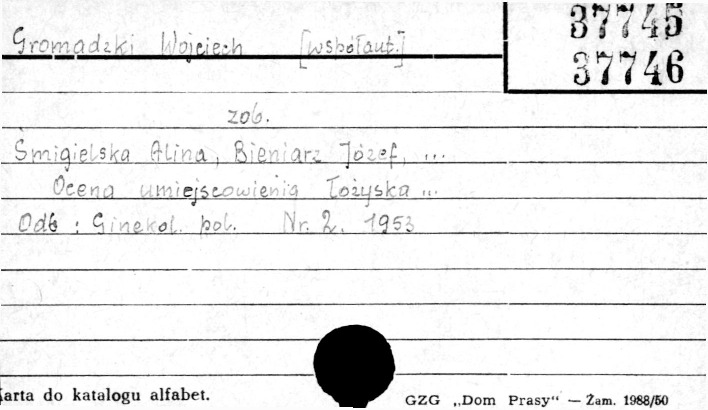 37745
Gromadzki Wojciech [współaut.]
37746
zob.
Śmigielska Alina, Bieniarz Józef, ...
Ocena umiejscowienia łożyska ...
Odb : Ginekol. pol. Nr. 2. 1953
Karta do katalogu alfabet.
GZG „Dom Prasy" — Zam. 1988/50